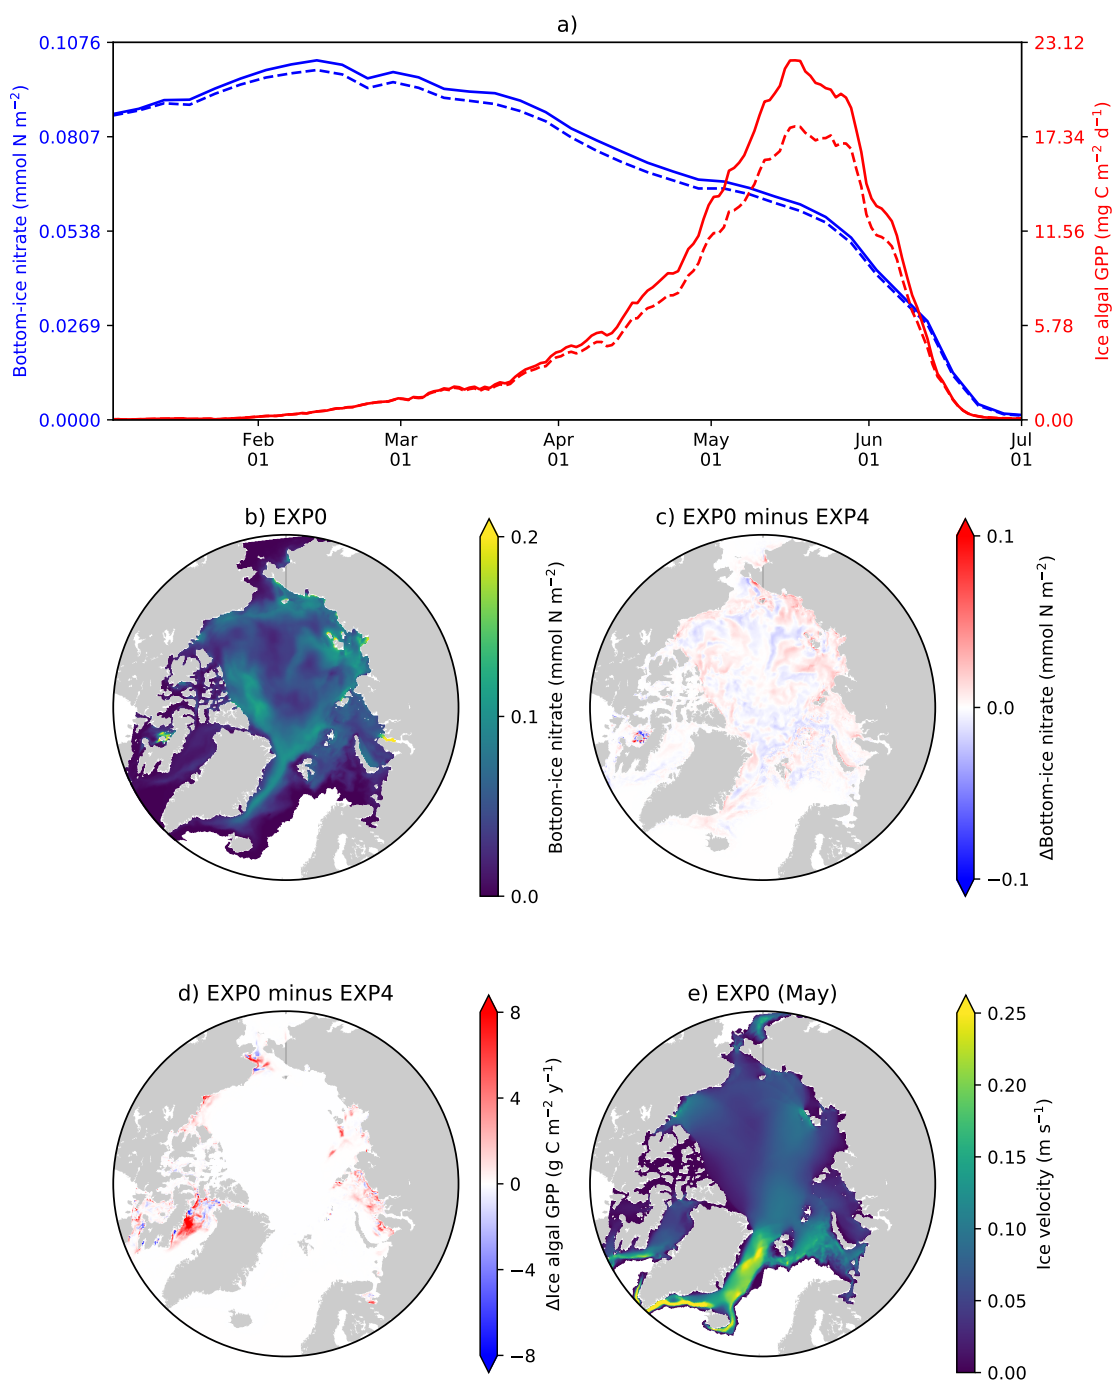 a)
0.1076
0.0807
0.0538
0.0269
0.0000
Bottom-ice nitrate (mmol N m−2)
23.12
17.34
11.56
5.78
0.00
Ice algal GPP (mg C m−2 d−1)
Feb
01
Mar
01
Apr
01
May
01
Jun
01
Jul
01
b) EXP0
0.2
0.1
0.0
Bottom-ice nitrate (mmol N m−2)
c) EXP0 minus EXP4
0.1
0.0
−0.1
ΔBottom-ice nitrate (mmol N m−2)
d) EXP0 minus EXP4
8
4
0
−4
−8
ΔIce algal GPP (g C m−2 y−1)
e) EXP0 (May)
0.25
0.20
0.15
0.10
0.05
0.00
Ice velocity (m s−1)